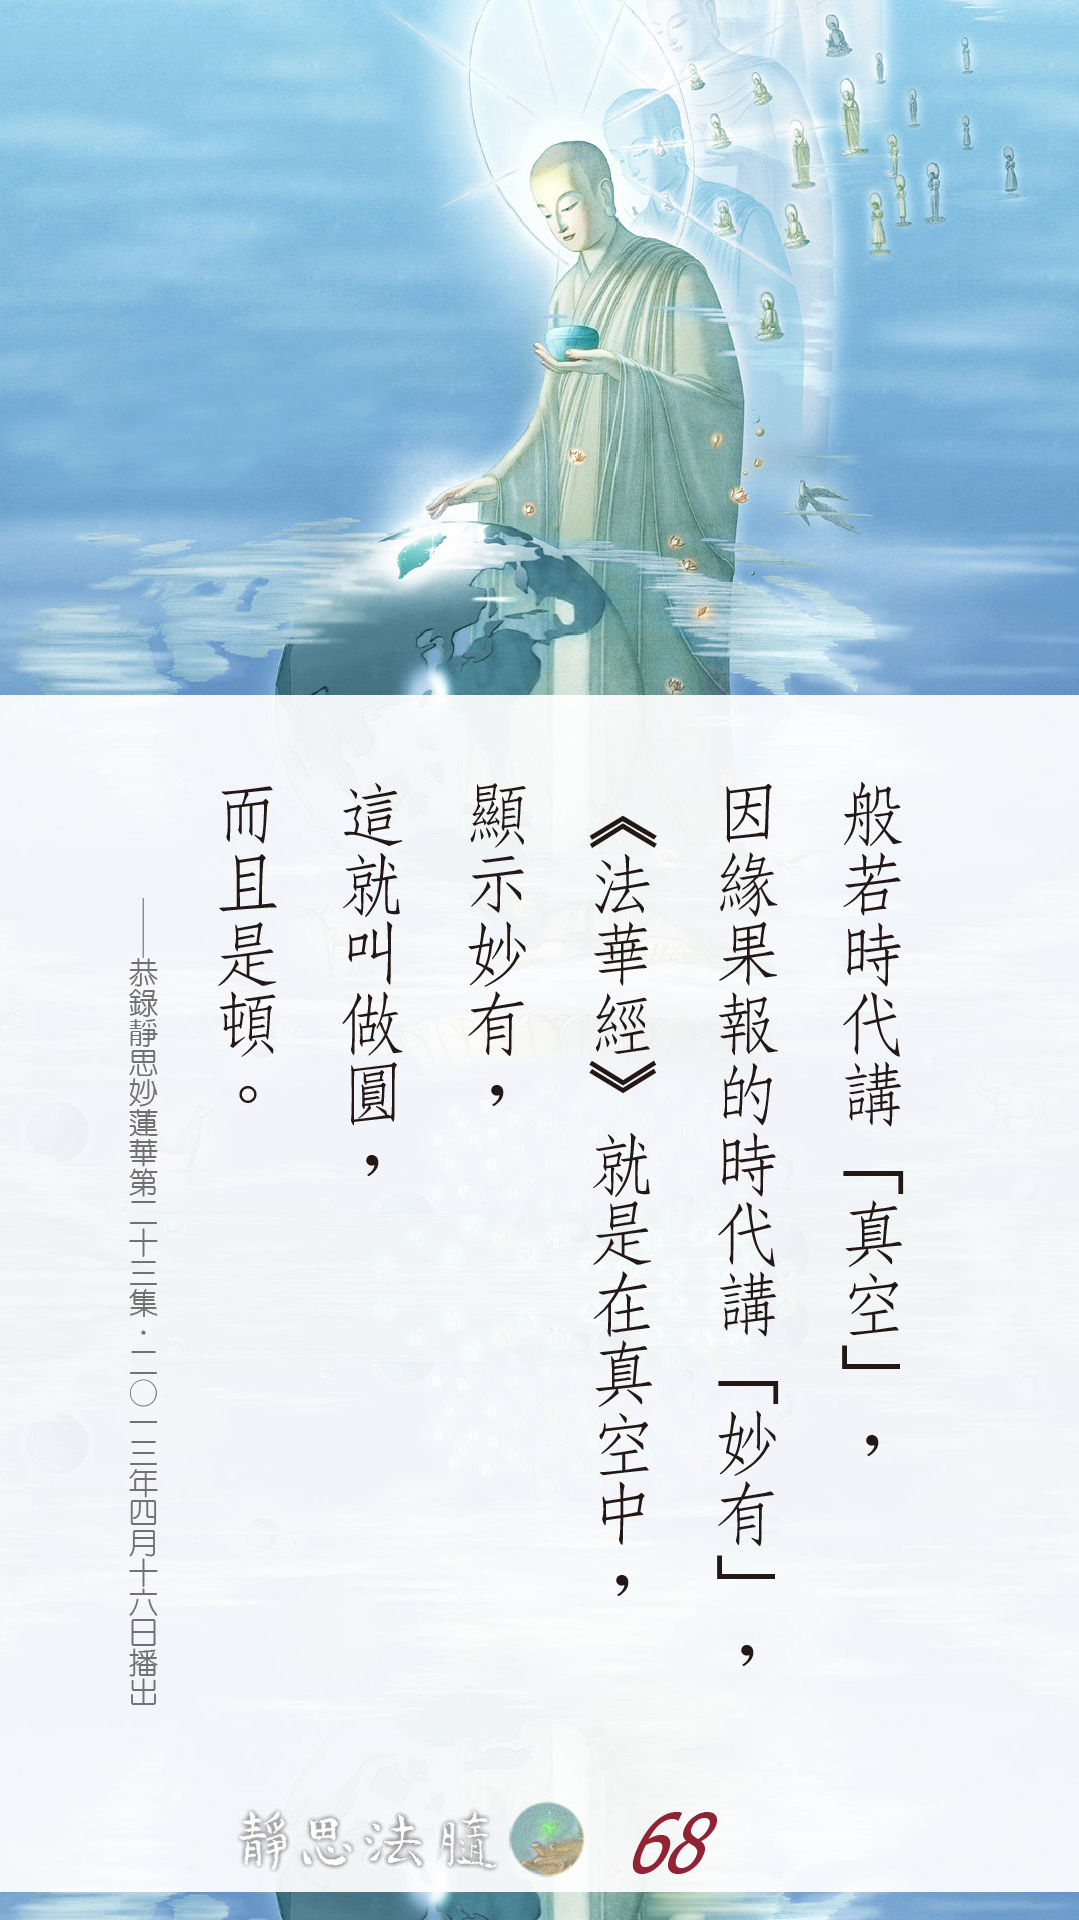 般若時代講「真空」，
因緣果報的時代講「妙有」，
《法華經》就是在真空中，
顯示妙有，
這就叫做圓，
而且是頓。
——恭錄靜思妙蓮華第二十三集·二〇一三年四月十六日播出
靜思法髓 68